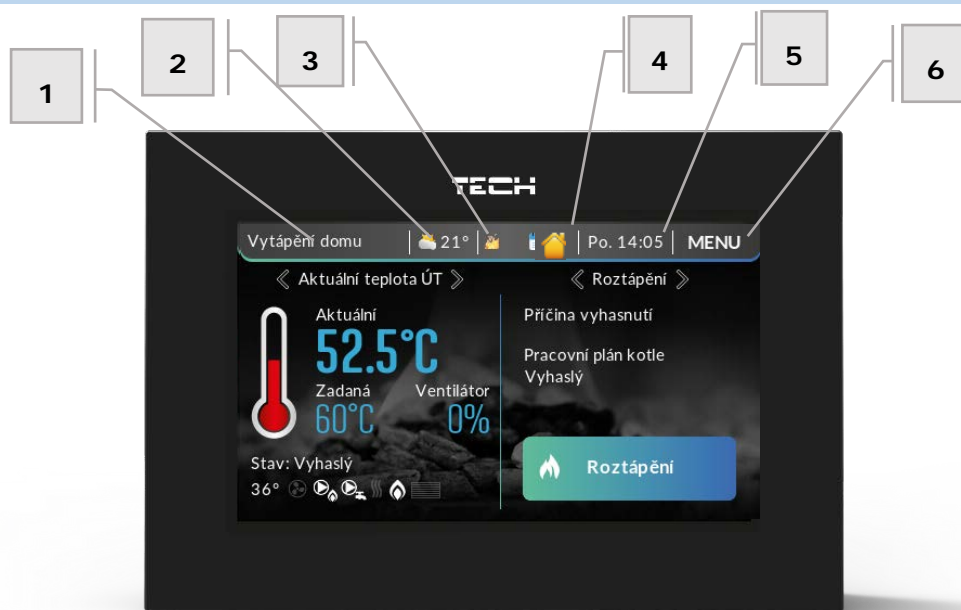 1
2
3
4
5
6
TECH
Vytápění domu 21° Po. 14:05 MENU
Aktuální teplota ÚT
Aktuální
52.5°C
Zadaná Ventilátor
60°C 0%
Stav: Vyhaslý
36°
Roztápění
Příčina vyhasnutí
Pracovní plán kotle
Vyhaslý
Roztápění